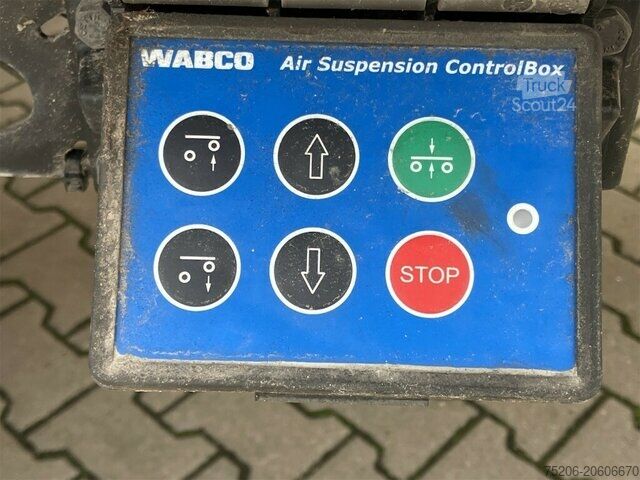 WABCO Air Suspension ControlBox
Truck
Scout24
STOP
75206-20606670